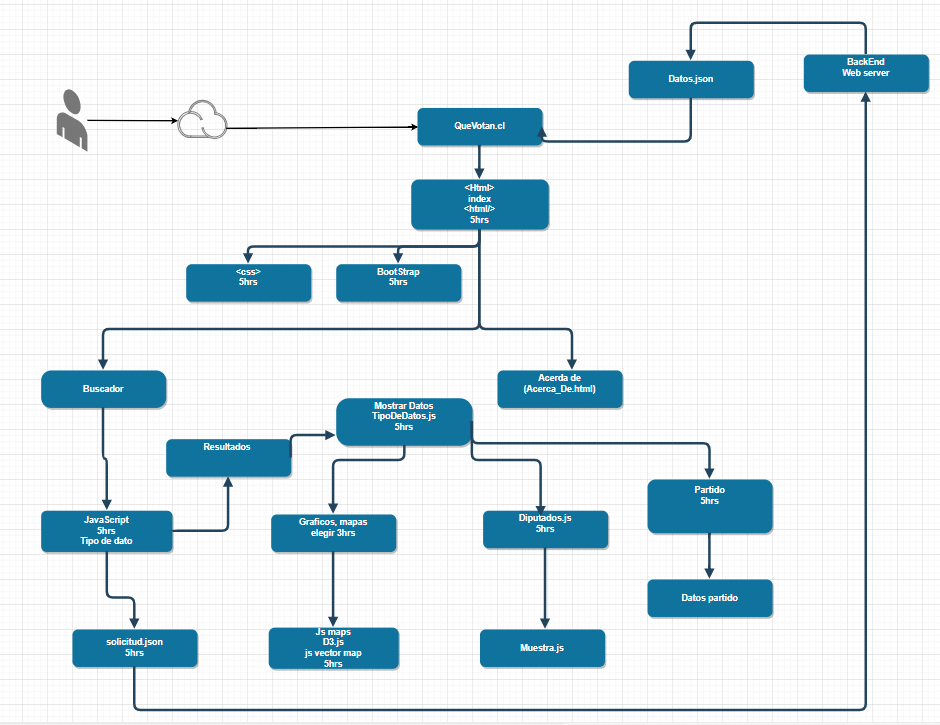 BackEnd
Web server
Datos.json
QueVotan.cl
<Html>
index
<html/>
5hrs
<css>
5hrs
BootStrap
5hrs
Buscador
Acerda de
(Acerca_De.html)
Mostrar Datos
TipoDeDatos.js
5hrs
Resultados
Partido
5hrs
JavaScript
5hrs
Tipo de dato
Graficos, mapas
elegir 3hrs
Diputados.js
5hrs
Datos partido
solicitud.json
5hrs
Js maps
D3.js
js vector map
5hrs
Muestra.js